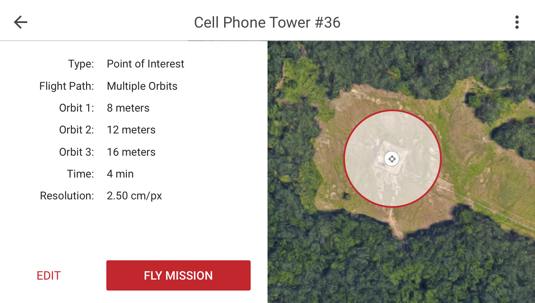 Cell Phone Tower #36
Type: Point of Interest
Flight Path: Multiple Orbits
Orbit 1: 8 meters
Orbit 2: 12 meters
Orbit 3: 16 meters
Time: 4 min
Resolution: 2.50 cm/px
EDIT FLY MISSION